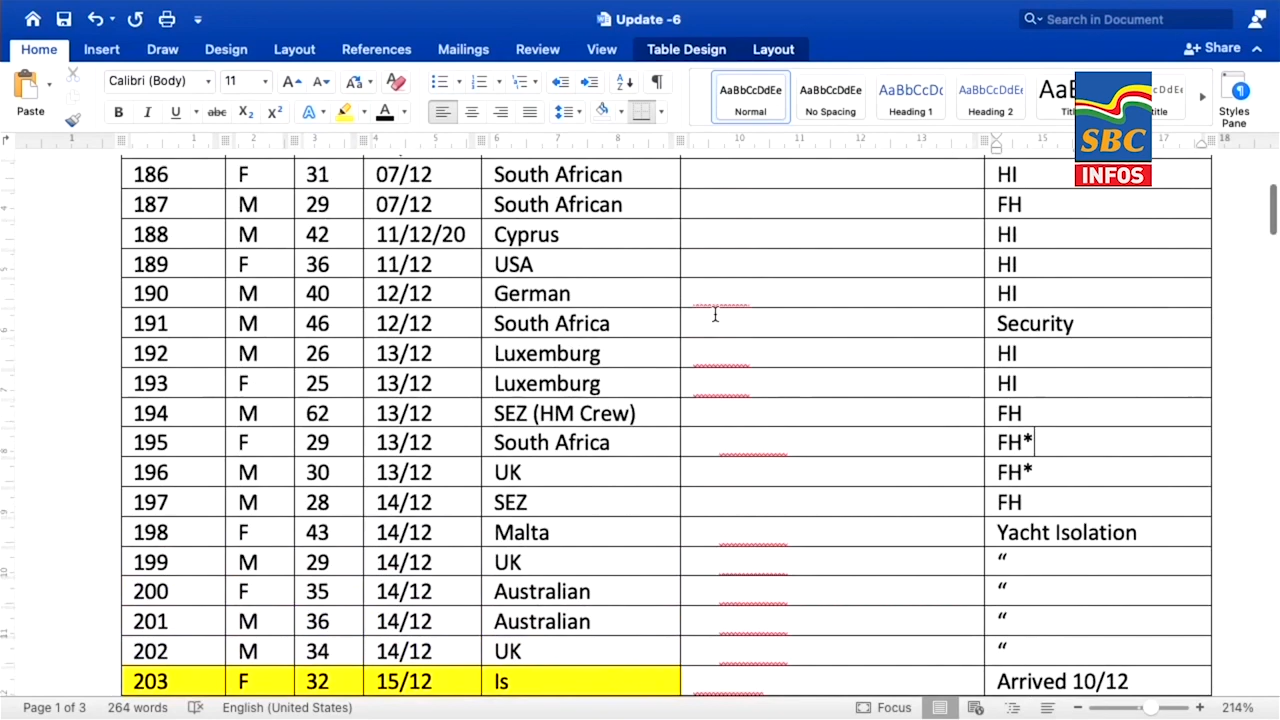 Update -6
Search in Document
Home Insert Draw Design Layout References Mailings Review View Table Design Layout Share
Paste
Calibri (Body) 11
AaBbCcDdEe Normal
AaBbCcDdEe No Spacing
AaBbCcDc Heading 1
AaBbCcDdEe Heading 2
Styles Pane
SBC
INFOS
186 F 31 07/12 South African HI
187 M 29 07/12 South African FH
188 M 42 11/12/20 Cyprus HI
189 F 36 11/12 USA HI
190 M 40 12/12 German HI
191 M 46 12/12 South Africa Security
192 M 26 13/12 Luxemburg HI
193 F 25 13/12 Luxemburg HI
194 M 62 13/12 SEZ (HM Crew) FH
195 F 29 13/12 South Africa FH*
196 M 30 13/12 UK FH*
197 M 28 14/12 SEZ FH
198 F 43 14/12 Malta Yacht Isolation
199 M 29 14/12 UK “
200 F 35 14/12 Australian “
201 M 36 14/12 Australian “
202 M 34 14/12 UK “
203 F 32 15/12 Is Arrived 10/12
Page 1 of 3 264 words English (United States) Focus 214%